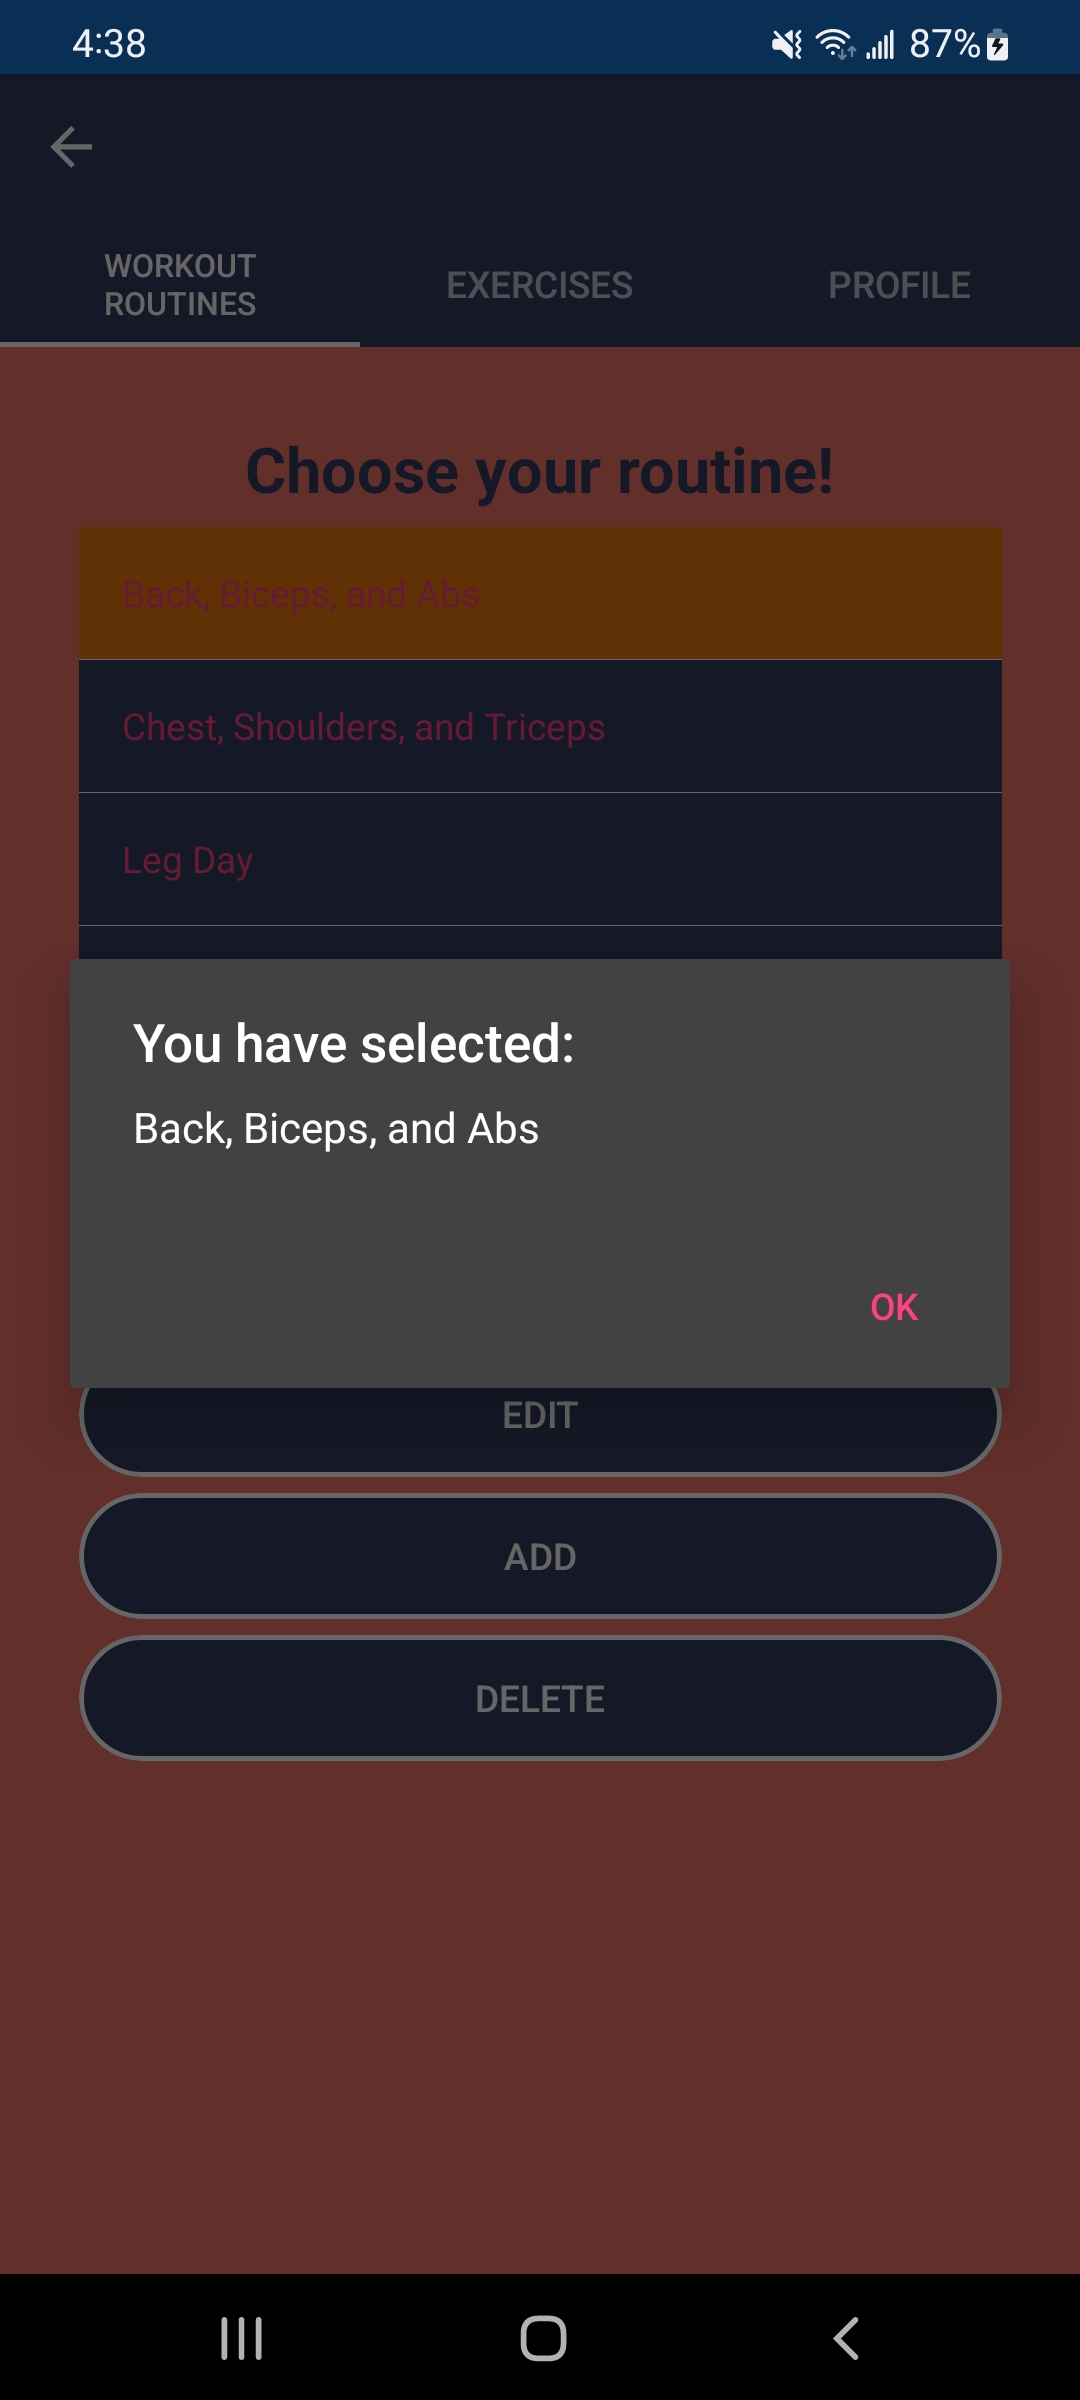 4:38
87%
WORKOUT
ROUTINES
EXERCISES
PROFILE
Choose your routine!
Back, Biceps, and Abs
Chest, Shoulders, and Triceps
Leg Day
You have selected:
Back, Biceps, and Abs
OK
EDIT
ADD
DELETE